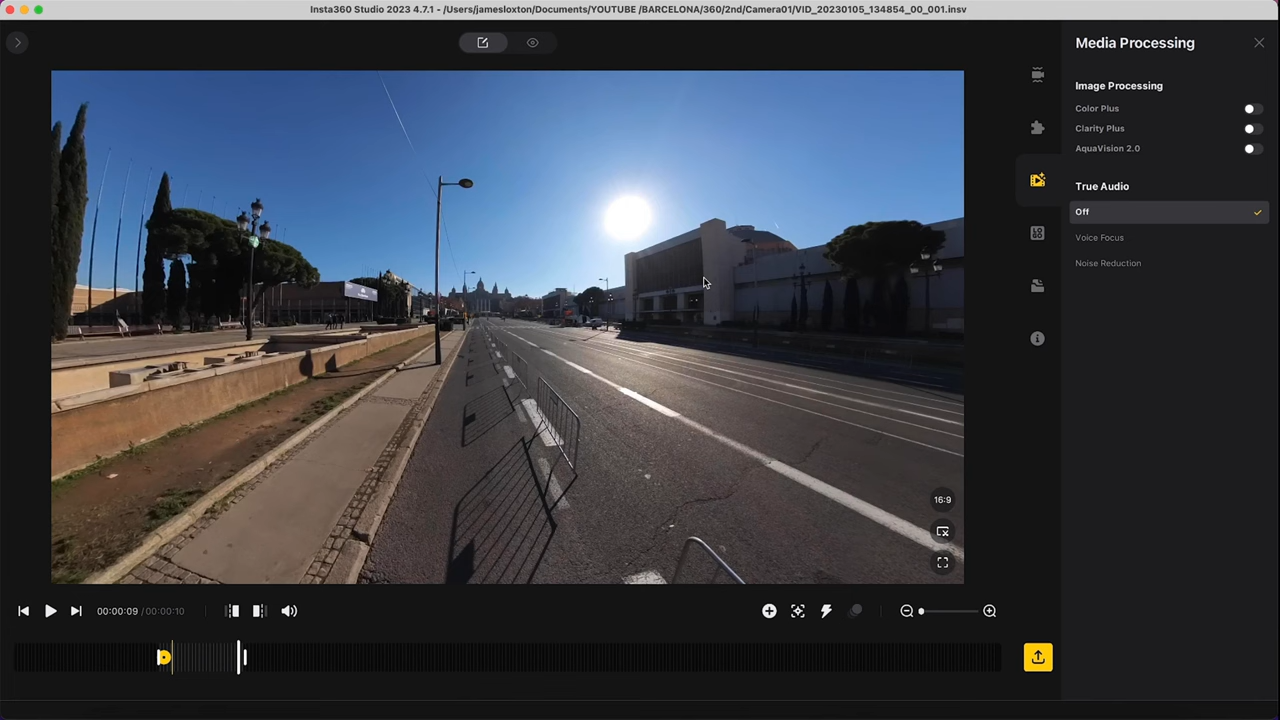 Insta360 Studio 2023 4.7.1 - /Users/jamesloxton/Documents/YOUTUBE /BARCELONA/360/2nd/Camera01/VID_20230105_134854_00_001.insv
Media Processing
Image Processing
Color Plus
Clarity Plus
AquaVision 2.0
True Audio
Off
Voice Focus
Noise Reduction
16:9
00:00:09 / 00:00:10